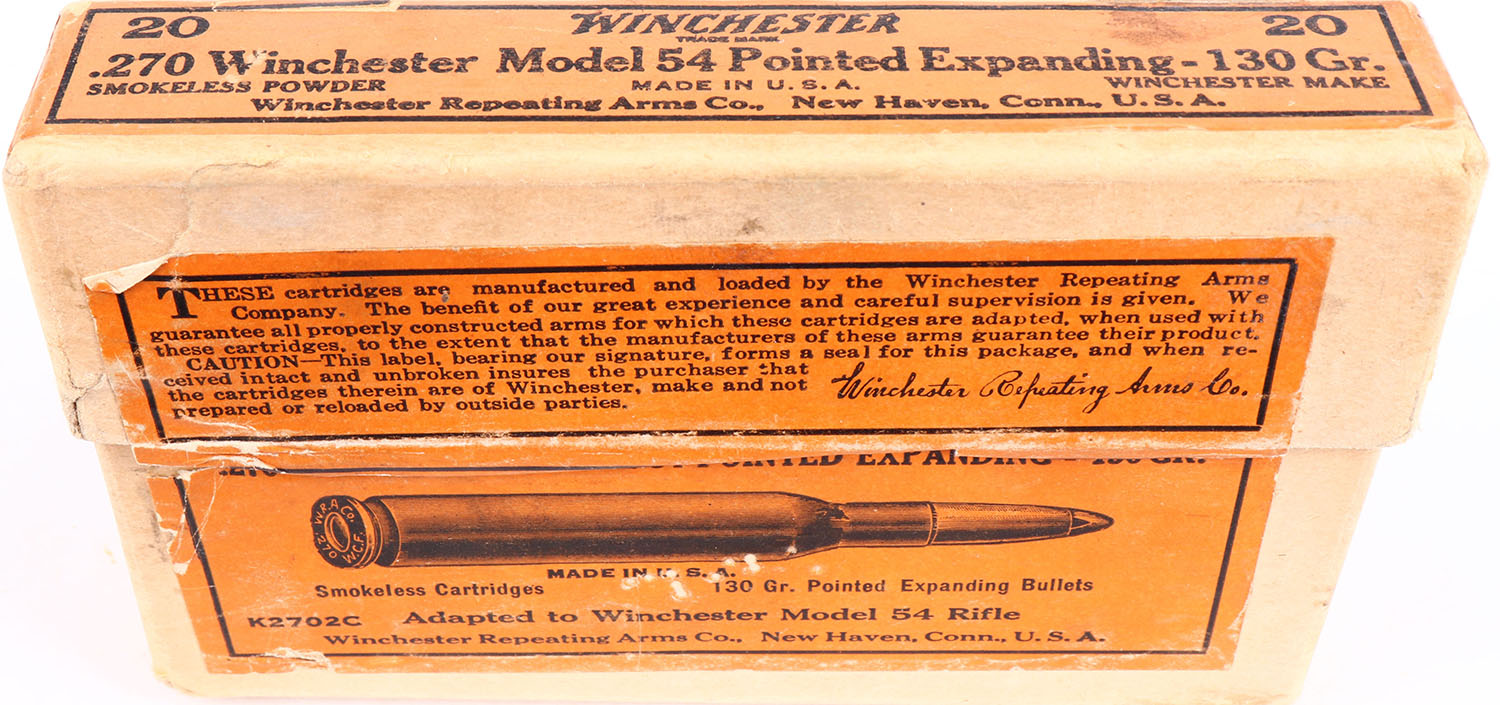 20 WINCHESTER 20
TRADE MARK
.270 Winchester Model 54 Pointed Expanding - 130 Gr.
SMOKELESS POWDER MADE IN U.S.A. WINCHESTER MAKE
Winchester Repeating Arms Co., New Haven, Conn., U.S.A.
THESE cartridges are manufactured and loaded by the Winchester Repeating Arms
Company. The benefit of our great experience and careful supervision is given. We
guarantee all properly constructed arms for which these cartridges are adapted, when used with
these cartridges, to the extent that the manufacturers of these arms guarantee their product.
CAUTION—This label, bearing our signature, forms a seal for this package, and when re-
ceived intact and unbroken insures the purchaser that
the cartridges therein are of Winchester, make and not
prepared or reloaded by outside parties.
Winchester Repeating Arms Co.
POINTED EXPANDING - 130 GR.
W.R.A.Co.
.270 W.C.F.
MADE IN U.S.A.
Smokeless Cartridges 130 Gr. Pointed Expanding Bullets
K2702C Adapted to Winchester Model 54 Rifle
Winchester Repeating Arms Co., New Haven, Conn., U.S.A.